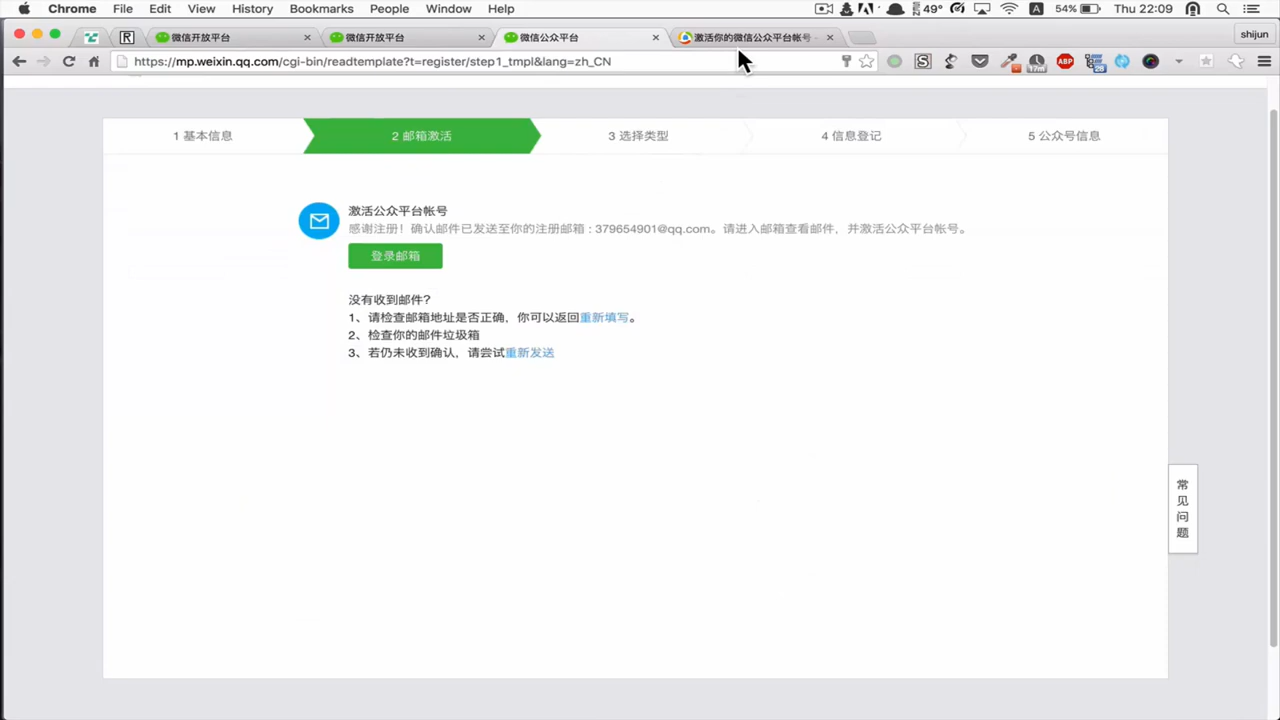 Chrome File Edit View History Bookmarks People Window Help 49° 54% Thu 22:09
微信开放平台 微信开放平台 微信公众平台 激活你的微信公众平台帐号 - shijun
https://mp.weixin.qq.com/cgi-bin/readtemplate?t=register/step1_tmpl&lang=zh_CN
1 基本信息 2 邮箱激活 3 选择类型 4 信息登记 5 公众号信息
激活公众平台帐号
感谢注册！确认邮件已发送至你的注册邮箱 : 379654901@qq.com。请进入邮箱查看邮件，并激活公众平台帐号。
登录邮箱
没有收到邮件？
1、请检查邮箱地址是否正确，你可以返回重新填写。
2、检查你的邮件垃圾箱
3、若仍未收到确认，请尝试重新发送
常见问题